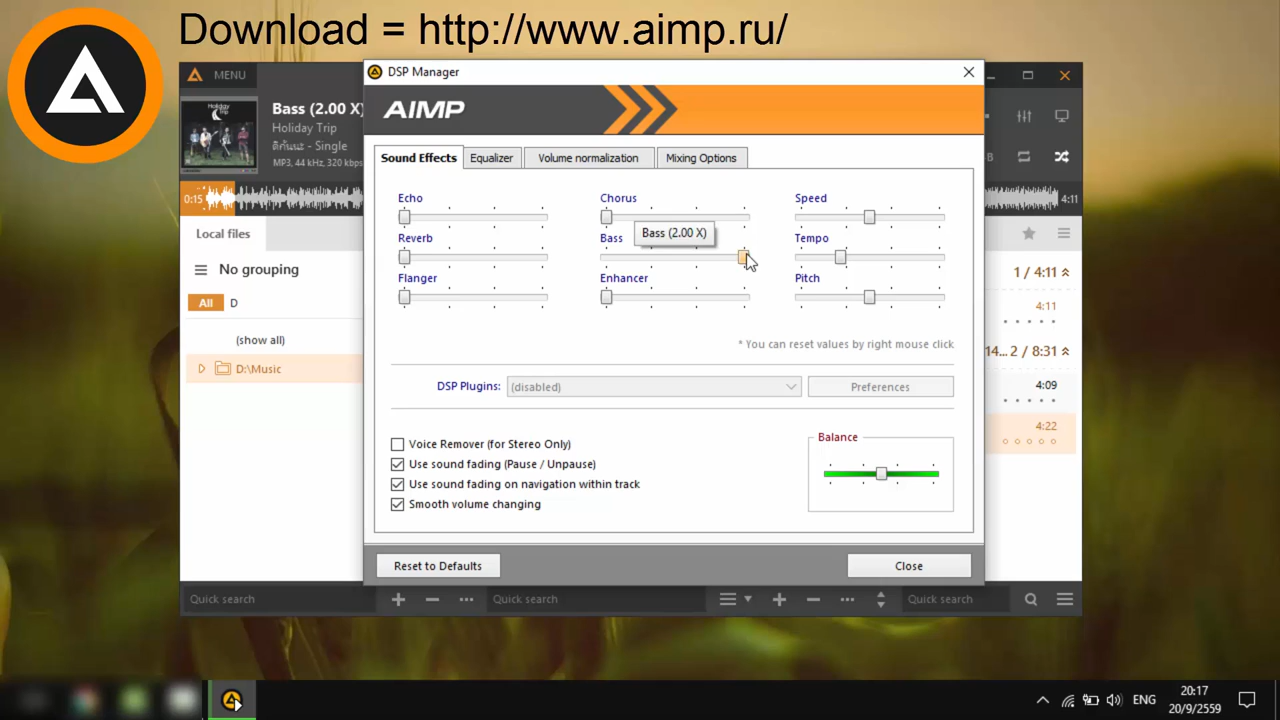 Download = http://www.aimp.ru/
MENU
DSP Manager
AIMP
Bass (2.00 X)
Holiday Trip
MP3, 44 kHz, 320 kbps
Holiday Trip
- Single
0:15
4:11
Sound Effects
Equalizer
Volume normalization
Mixing Options
Echo
Chorus
Speed
Reverb
Bass
Bass (2.00 X)
Tempo
Flanger
Enhancer
Pitch
* You can reset values by right mouse click
DSP Plugins: (disabled)
Preferences
Voice Remover (for Stereo Only)
Use sound fading (Pause / Unpause)
Use sound fading on navigation within track
Smooth volume changing
Balance
Reset to Defaults
Close
Local files
No grouping
All D
(show all)
D:\Music
1 / 4:11
4:11
14... 2 / 8:31
4:09
4:22
Quick search
Quick search
Quick search
ENG
20:17
20/9/2559